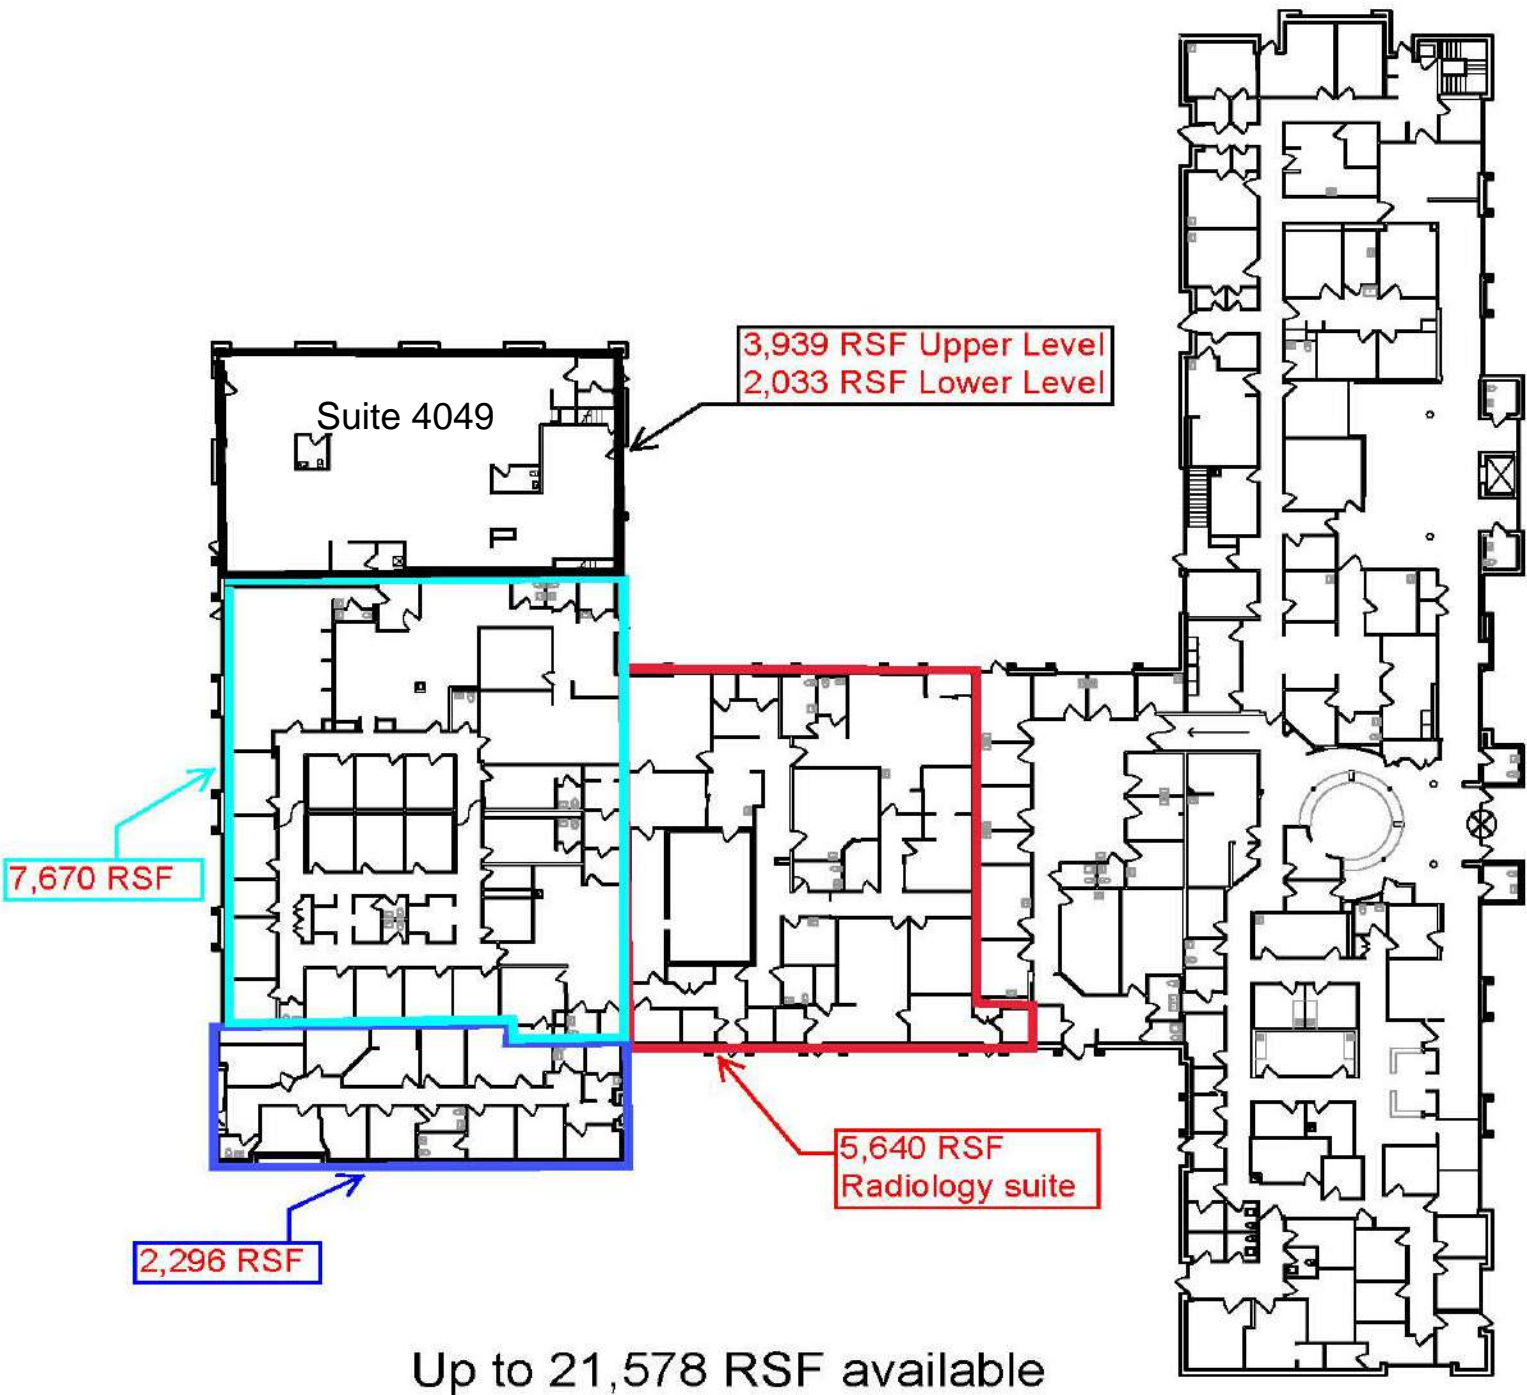 3,939 RSF Upper Level
2,033 RSF Lower Level
Suite 4049
7,670 RSF
5,640 RSF
Radiology suite
2,296 RSF
Up to 21,578 RSF available